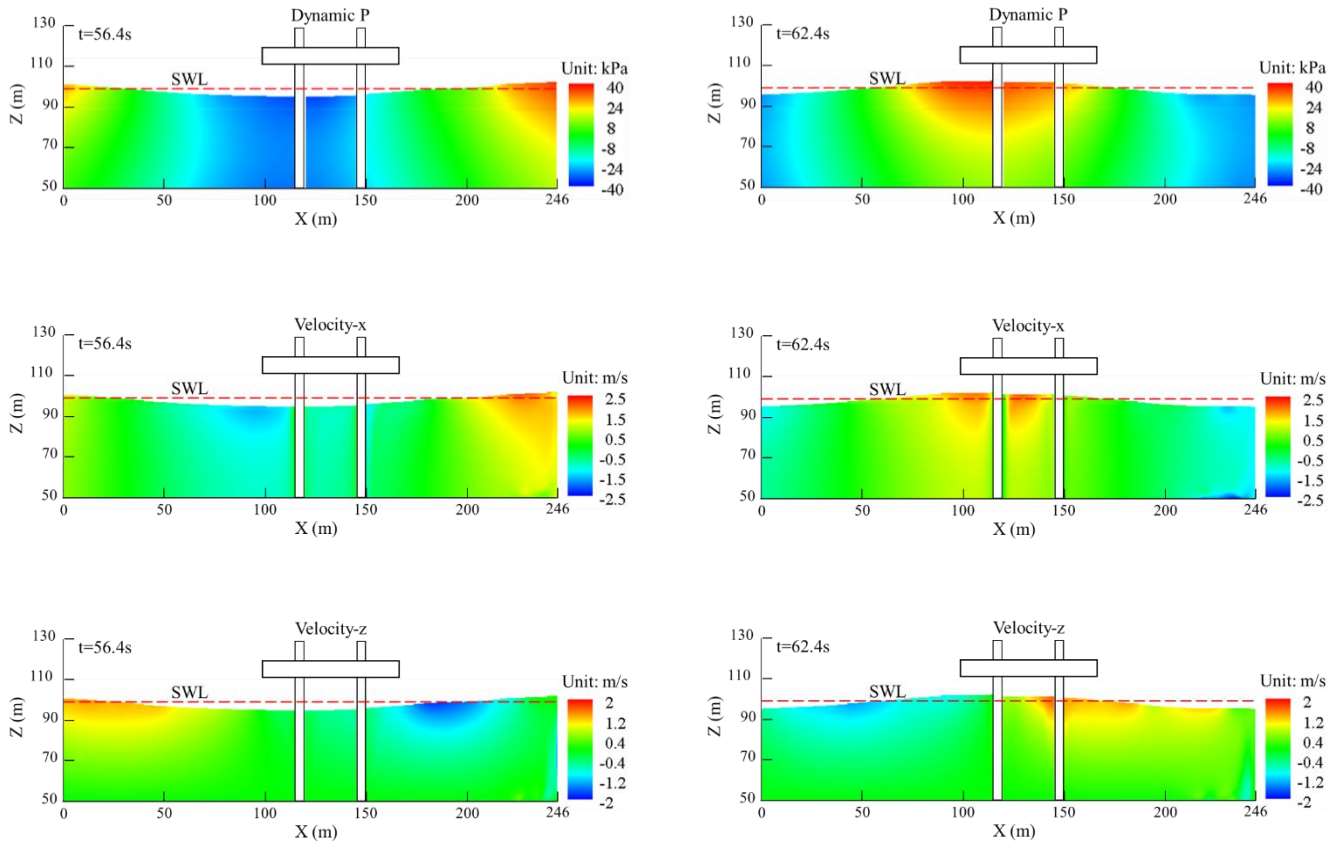 Dynamic P
t=56.4s
SWL
Unit: kPa
130
110
90
70
50
Z (m)
40
24
8
-8
-24
-40
0 50 100 150 200 246
X (m)
Dynamic P
t=62.4s
SWL
Unit: kPa
130
110
90
70
50
Z (m)
40
24
8
-8
-24
-40
0 50 100 150 200 246
X (m)
Velocity-x
t=56.4s
SWL
Unit: m/s
130
110
90
70
50
Z (m)
2.5
1.5
0.5
-0.5
-1.5
-2.5
0 50 100 150 200 246
X (m)
Velocity-x
t=62.4s
SWL
Unit: m/s
130
110
90
70
50
Z (m)
2.5
1.5
0.5
-0.5
-1.5
-2.5
0 50 100 150 200 246
X (m)
Velocity-z
t=56.4s
SWL
Unit: m/s
130
110
90
70
50
Z (m)
2
1.2
0.4
-0.4
-1.2
-2
0 50 100 150 200 246
X (m)
Velocity-z
t=62.4s
SWL
Unit: m/s
130
110
90
70
50
Z (m)
2
1.2
0.4
-0.4
-1.2
-2
0 50 100 150 200 246
X (m)